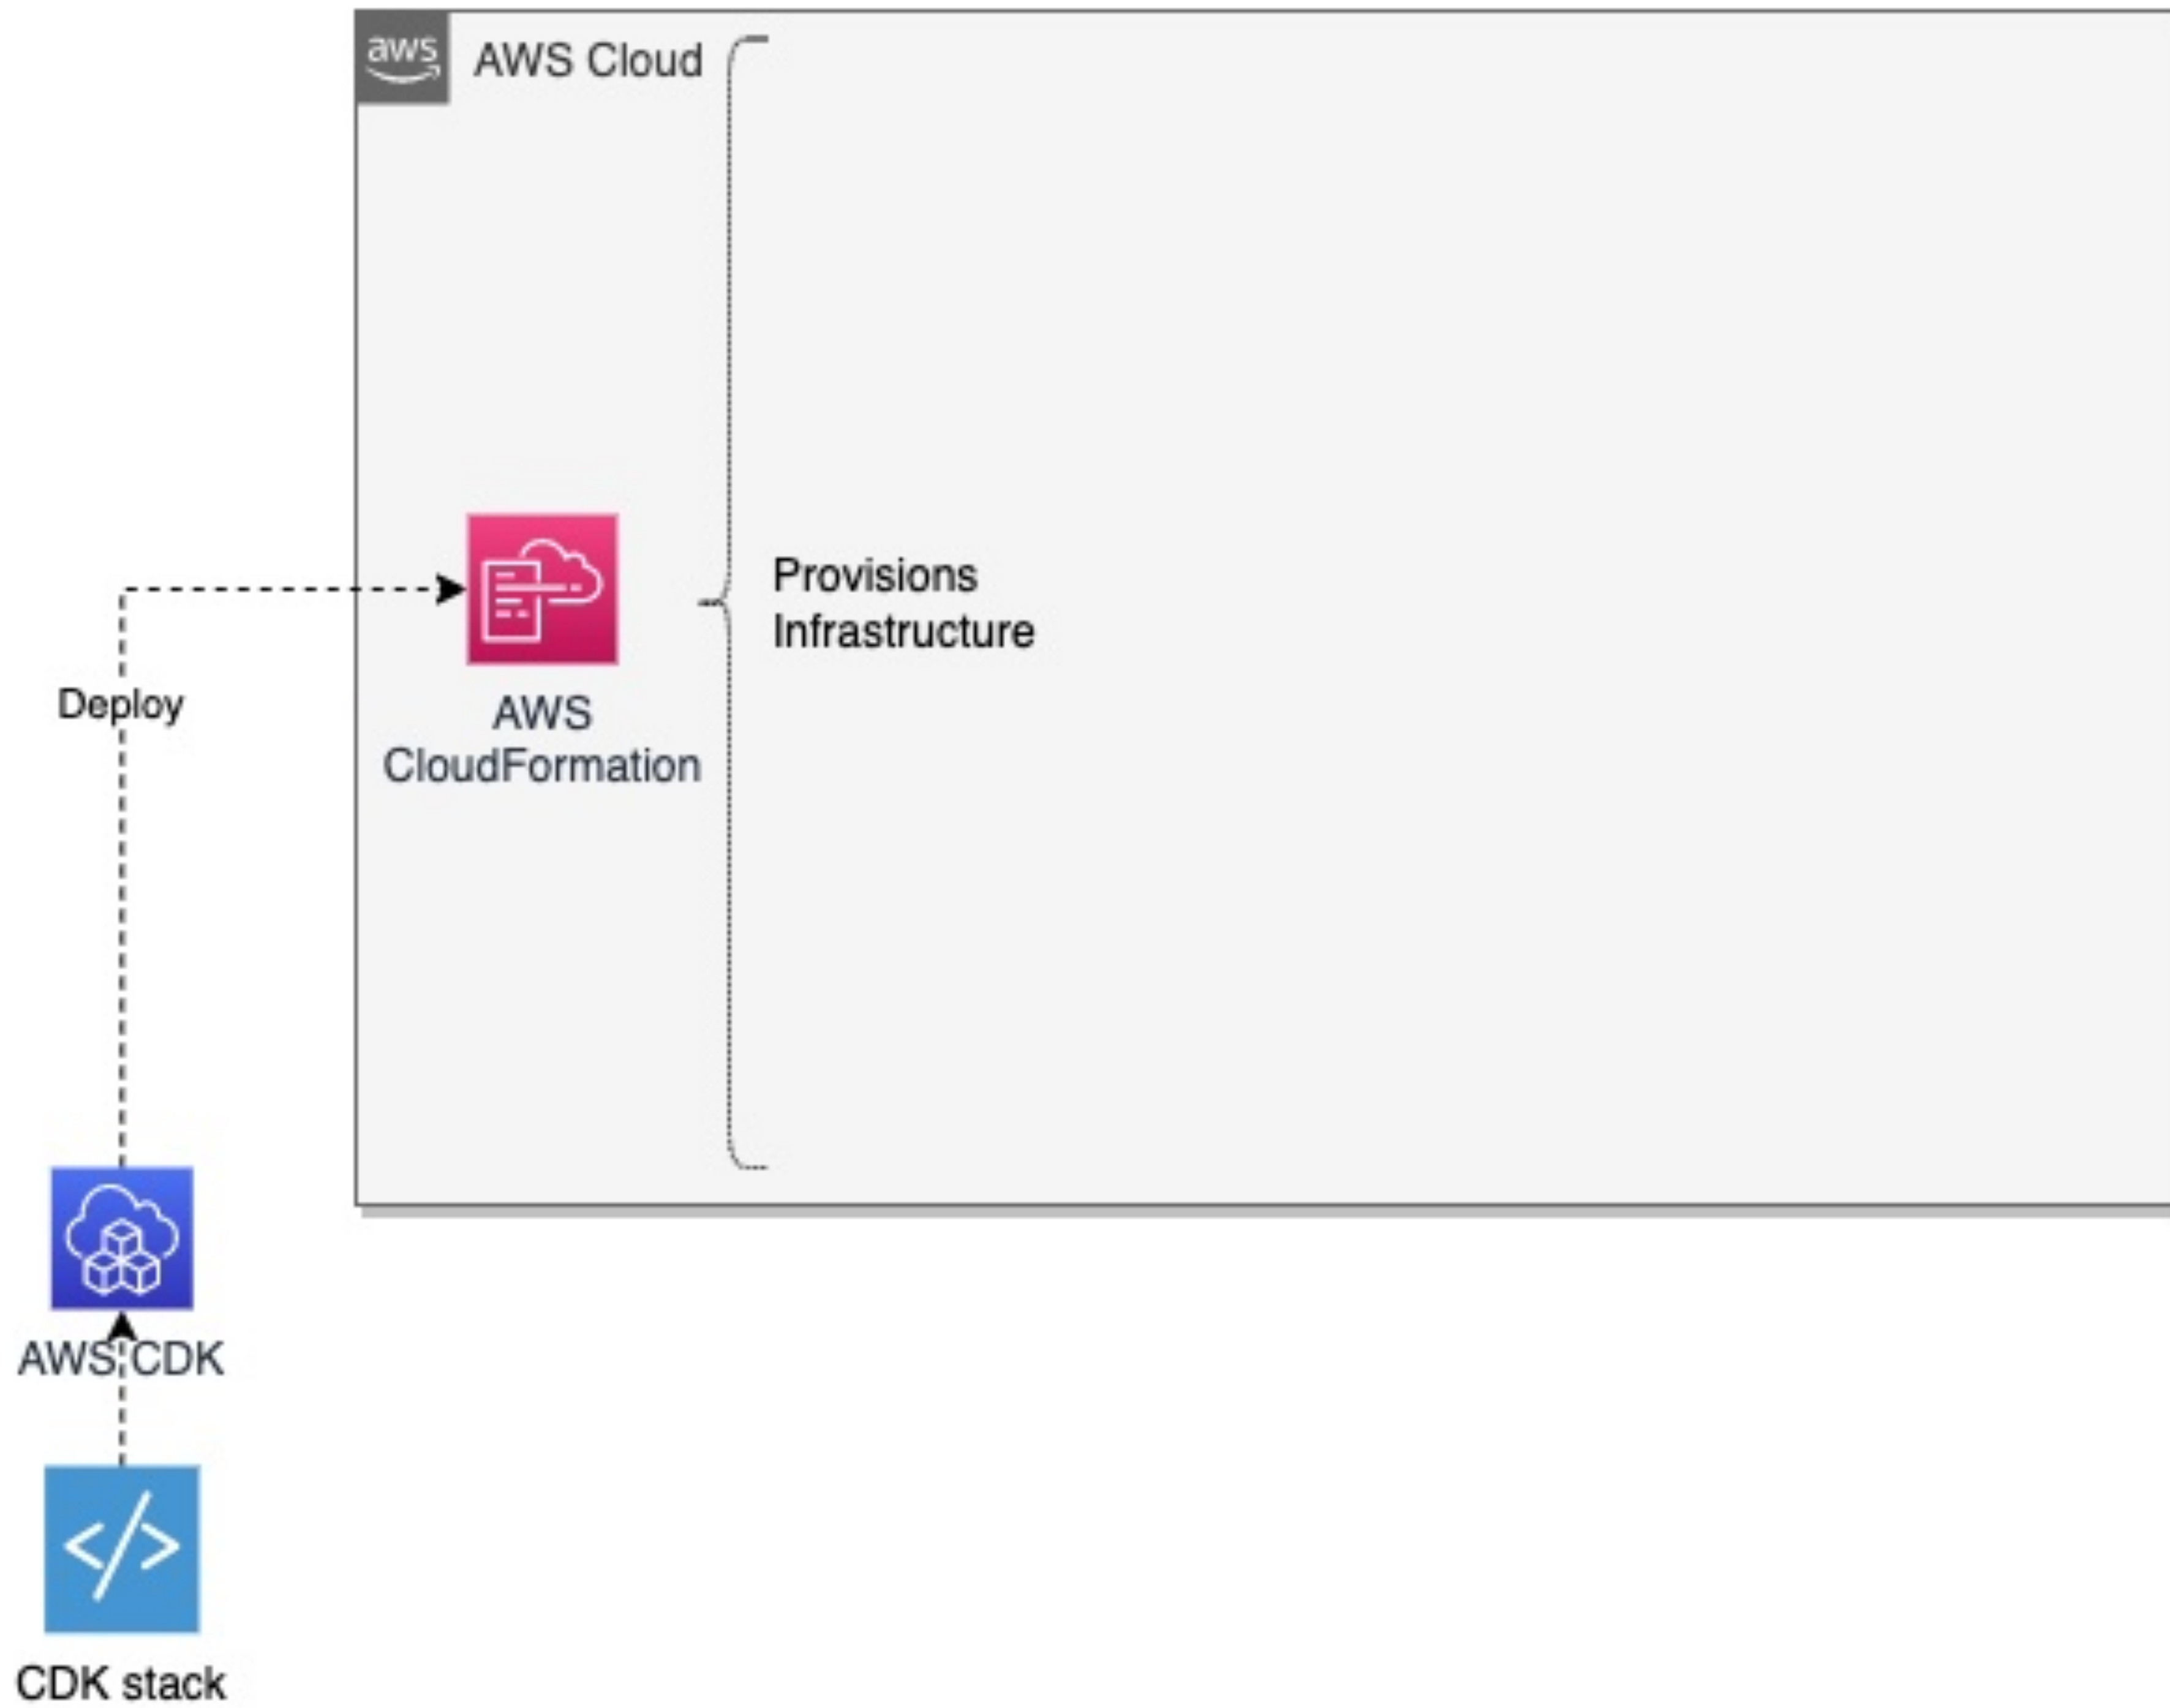 aws
AWS Cloud
Provisions
Infrastructure
Deploy
AWS
CloudFormation
AWS CDK
</>
CDK stack